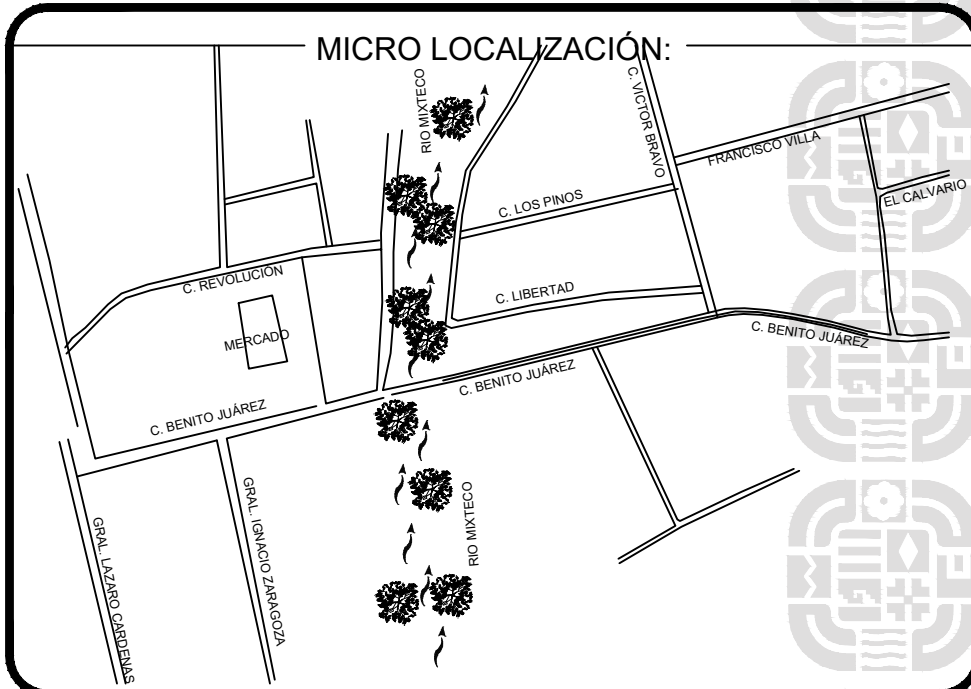 MICRO LOCALIZACIÓN:
RIO MIXTECO
C. VICTOR BRAVO
FRANCISCO VILLA
EL CALVARIO
C. LOS PINOS
C. REVOLUCIÓN
C. LIBERTAD
MERCADO
C. BENITO JUÁREZ
C. BENITO JUÁREZ
C. BENITO JUÁREZ
GRAL. LAZARO CARDENAS
GRAL. IGNACIO ZARAGOZA
RIO MIXTECO